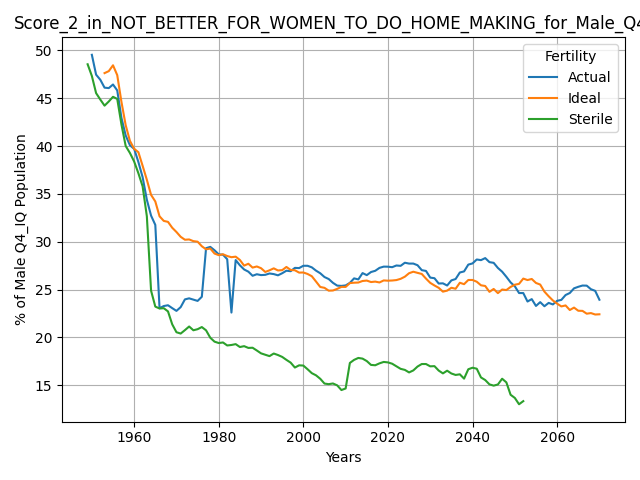 Score_2_in_NOT_BETTER_FOR_WOMEN_TO_DO_HOME_MAKING_for_Male_Q4
Fertility
Actual
Ideal
Sterile
% of Male Q4_IQ Population
50
45
40
35
30
25
20
15
1960 1980 2000 2020 2040 2060
Years